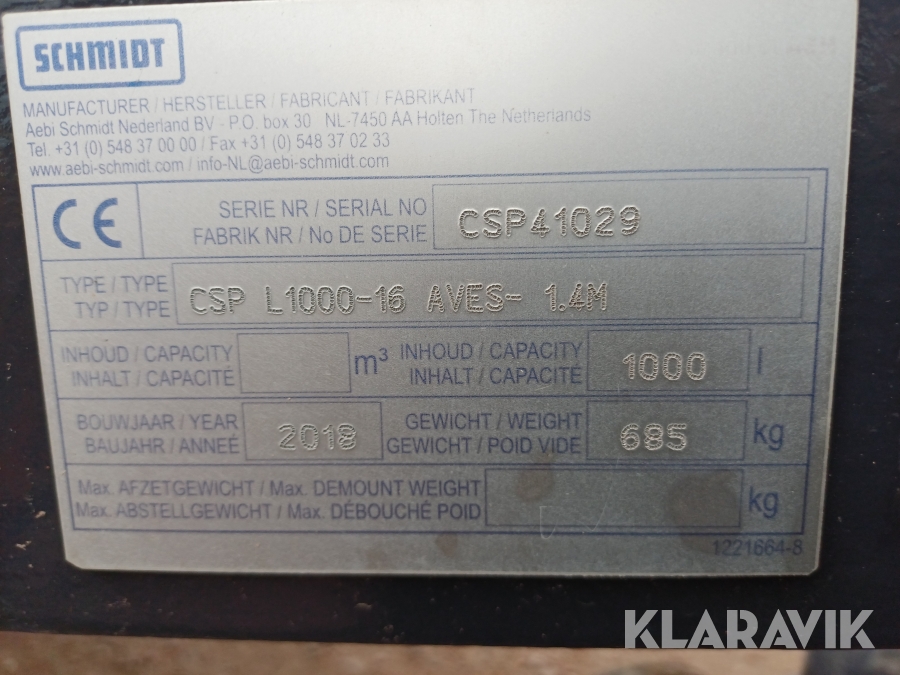 SCHMIDT
MANUFACTURER / HERSTELLER / FABRICANT / FABRIKANT
Aebi Schmidt Nederland BV - P.O. box 30 NL-7450 AA Holten The Netherlands
Tel. +31 (0) 548 37 00 00 / Fax +31 (0) 548 37 02 33
www.aebi-schmidt.com / info-NL@aebi-schmidt.com
CE
SERIE NR / SERIAL NO
FABRIK NR / No DE SERIE
CSP41029
TYPE / TYPE
TYP / TYPE
CSP L1000-16 AVES- 1.4M
INHOUD / CAPACITY
INHALT / CAPACITÉ
m³
INHOUD / CAPACITY
INHALT / CAPACITÉ
1000
l
BOUWJAAR / YEAR
BAUJAHR / ANNEÉ
2018
GEWICHT / WEIGHT
GEWICHT / POID VIDE
685
kg
Max. AFZETGEWICHT / Max. DEMOUNT WEIGHT
Max. ABSTELLGEWICHT / Max. DÉBOUCHÉ POID
kg
1221664-8
KLARAVIK